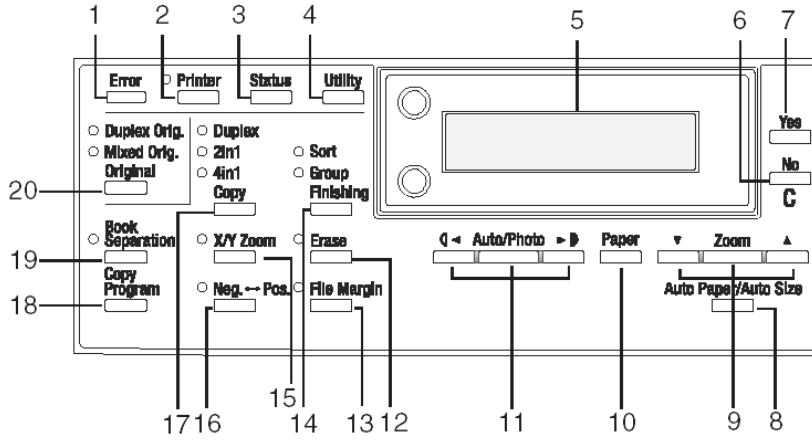 1 2 3 4 5 6 7
Error Printer Status Utility
Yes
Duplex Orig. Duplex
Mixed Orig. 2in1 Sort
Original 4in1 Group
Copy Finishing
No
C
20
Book
Separation X/Y Zoom Erase
◄ Auto/Photo ► Paper ▼ Zoom ▲
19
Copy
Program Neg. ↔ Pos. File Margin
Auto Paper/Auto Size
18
17 16 15 14 13 12 11 10 9 8